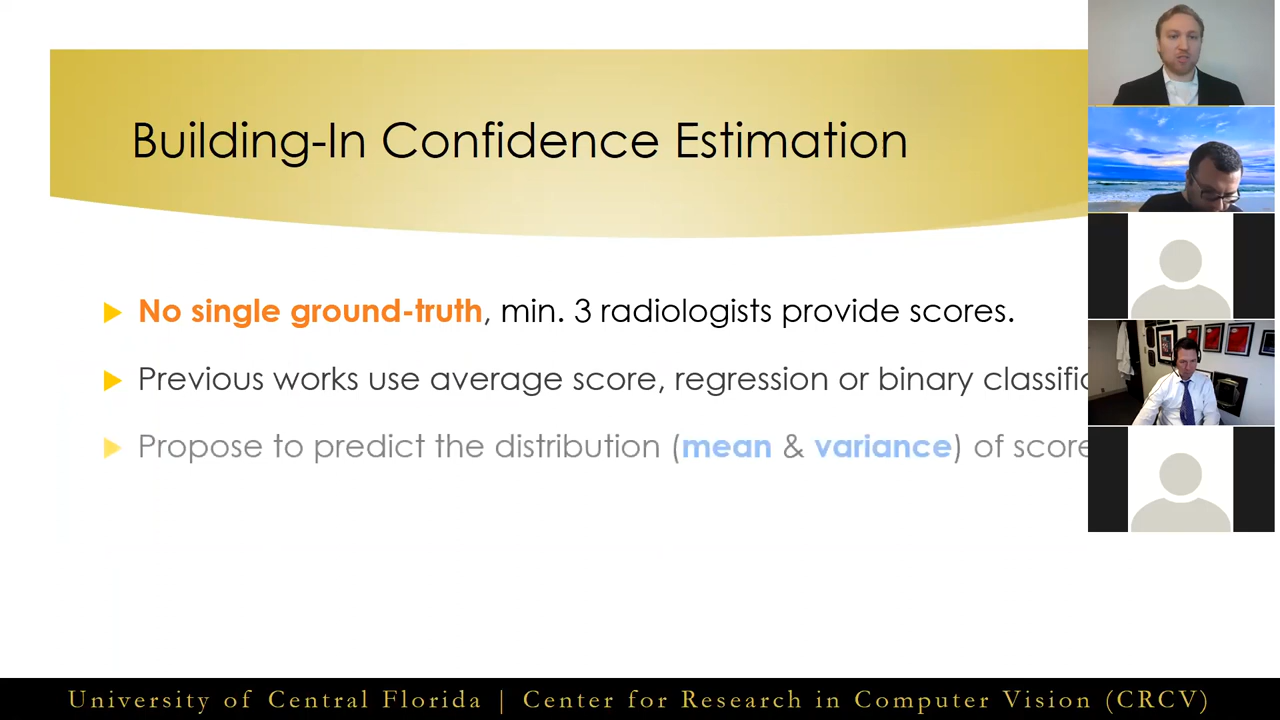 Building-In Confidence Estimation
No single ground-truth, min. 3 radiologists provide scores.
Previous works use average score, regression or binary
Propose to predict the distribution (mean & variance) of
University of Central Florida | Center for Research in Computer Vision (CRCV)